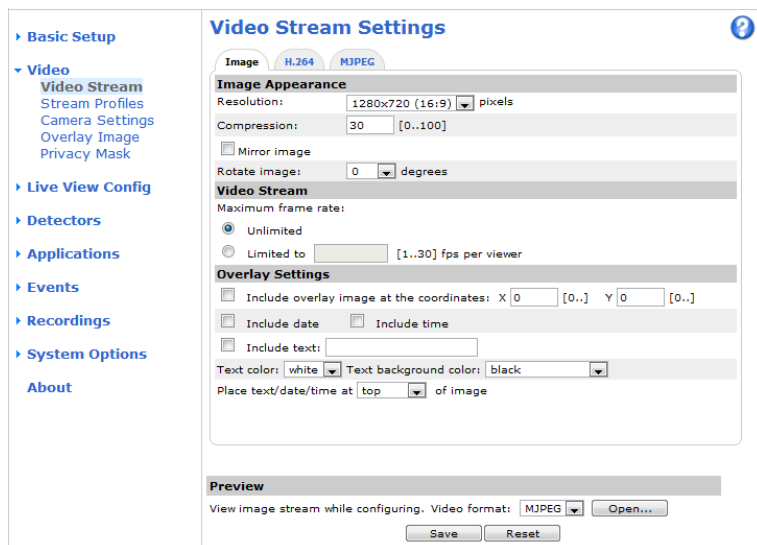 Basic Setup
Video
Video Stream
Stream Profiles
Camera Settings
Overlay Image
Privacy Mask
Live View Config
Detectors
Applications
Events
Recordings
System Options
About
Video Stream Settings
?
Image H.264 MJPEG
Image Appearance
Resolution: 1280x720 (16:9) pixels
Compression: 30 [0..100]
Mirror image
Rotate image: 0 degrees
Video Stream
Maximum frame rate:
Unlimited
Limited to [1..30] fps per viewer
Overlay Settings
Include overlay image at the coordinates: X 0 [0..] Y 0 [0..]
Include date Include time
Include text:
Text color: white Text background color: black
Place text/date/time at top of image
Preview
View image stream while configuring. Video format: MJPEG Open...
Save Reset